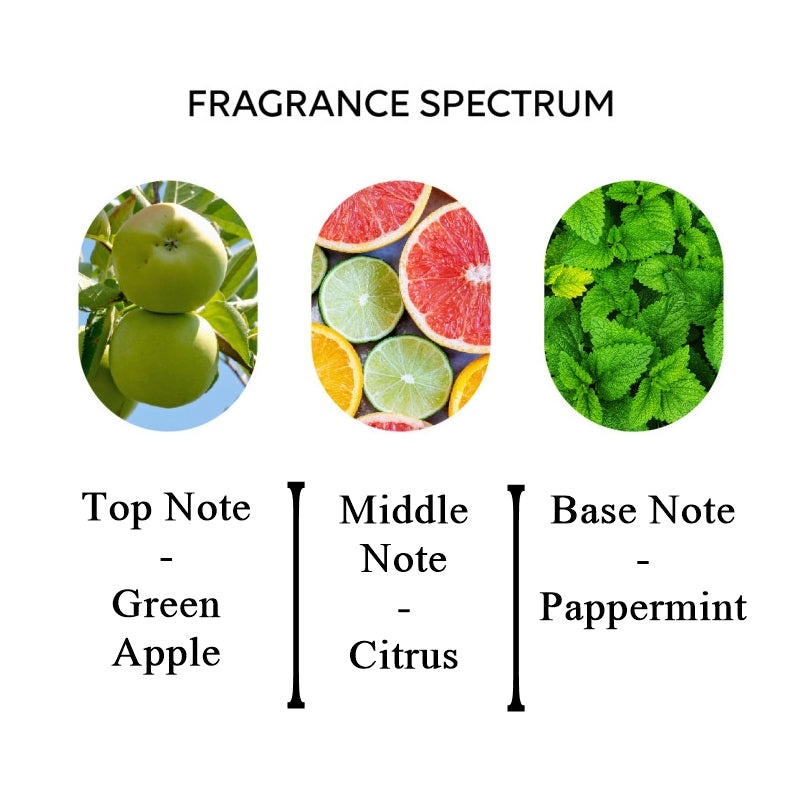 FRAGRANCE SPECTRUM
Top Note
-
Green
Apple
Middle
Note
-
Citrus
Base Note
-
Pappermint